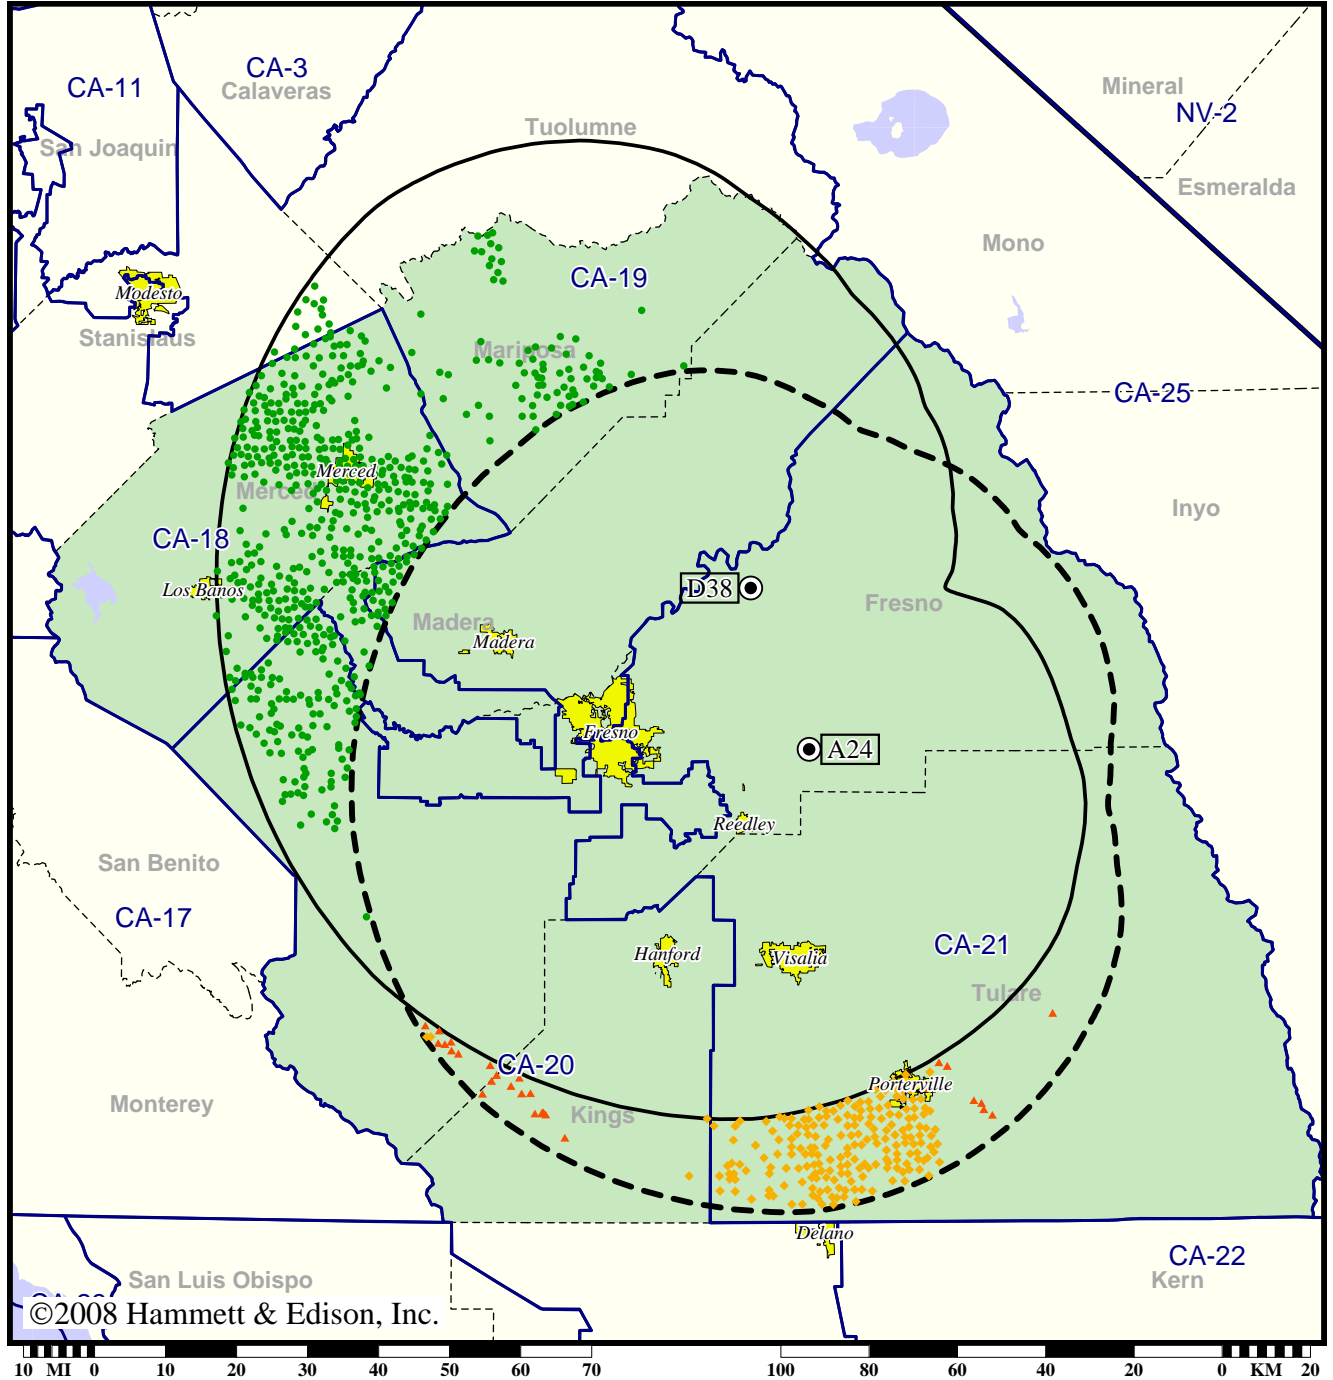 CA-3
CA-11
Calaveras
Mineral
NV-2
Tuolumne
San Joaquin
Esmeralda
Mono
CA-19
Modesto
Stanislaus
Mariposa
CA-25
Merced
Merced
Inyo
CA-18
Los Banos
D38
Fresno
Madera
Madera
Fresno
A24
Reedley
San Benito
CA-17
Hanford
Visalia
CA-21
Tulare
CA-20
Porterville
Monterey
Kings
Delano
CA-22
San Luis Obispo
Kern
©2008 Hammett & Edison, Inc.
10 MI 0 10 20 30 40 50 60 70 100 80 60 40 20 0 KM 20